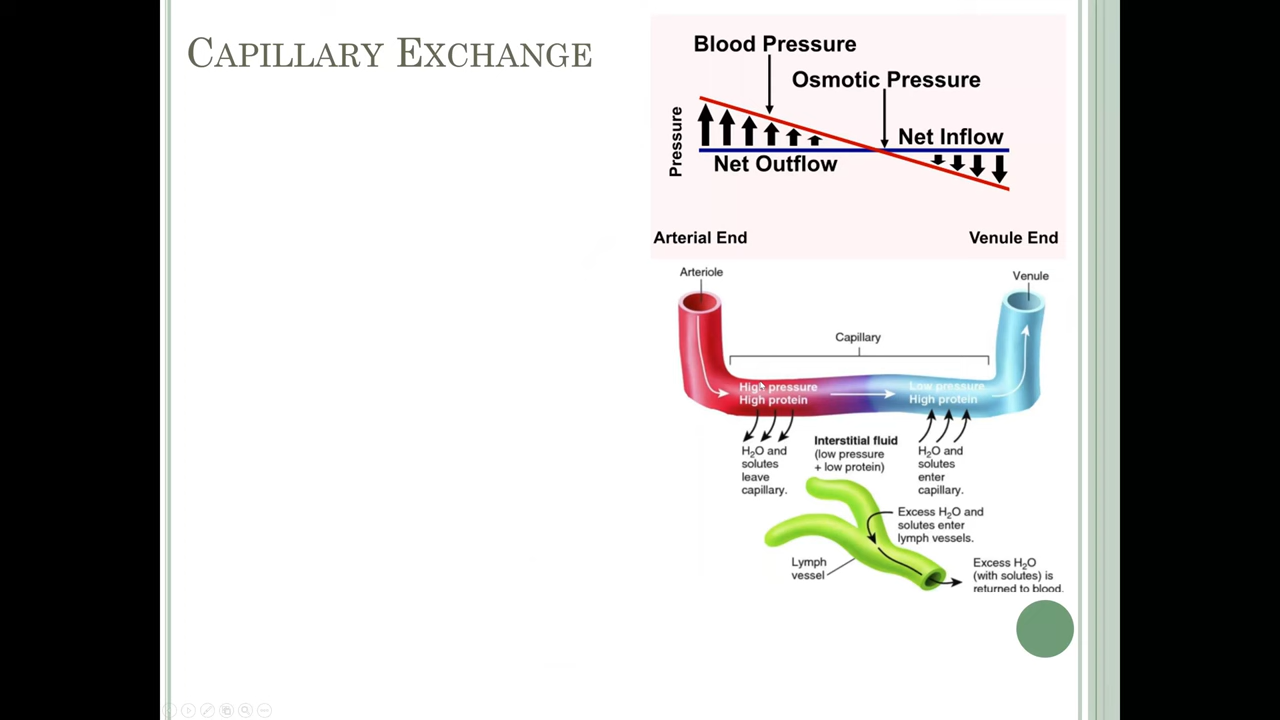 CAPILLARY EXCHANGE
Blood Pressure
Osmotic Pressure
Pressure
Net Inflow
Net Outflow
Arterial End
Venule End
Arteriole
Venule
Capillary
High pressure
High protein
Low pressure
High protein
H₂O and
solutes
leave
capillary.
Interstitial fluid
(low pressure
+ low protein)
H₂O and
solutes
enter
capillary.
Excess H₂O and
solutes enter
lymph vessels.
Lymph
vessel
Excess H₂O
(with solutes) is
returned to blood.